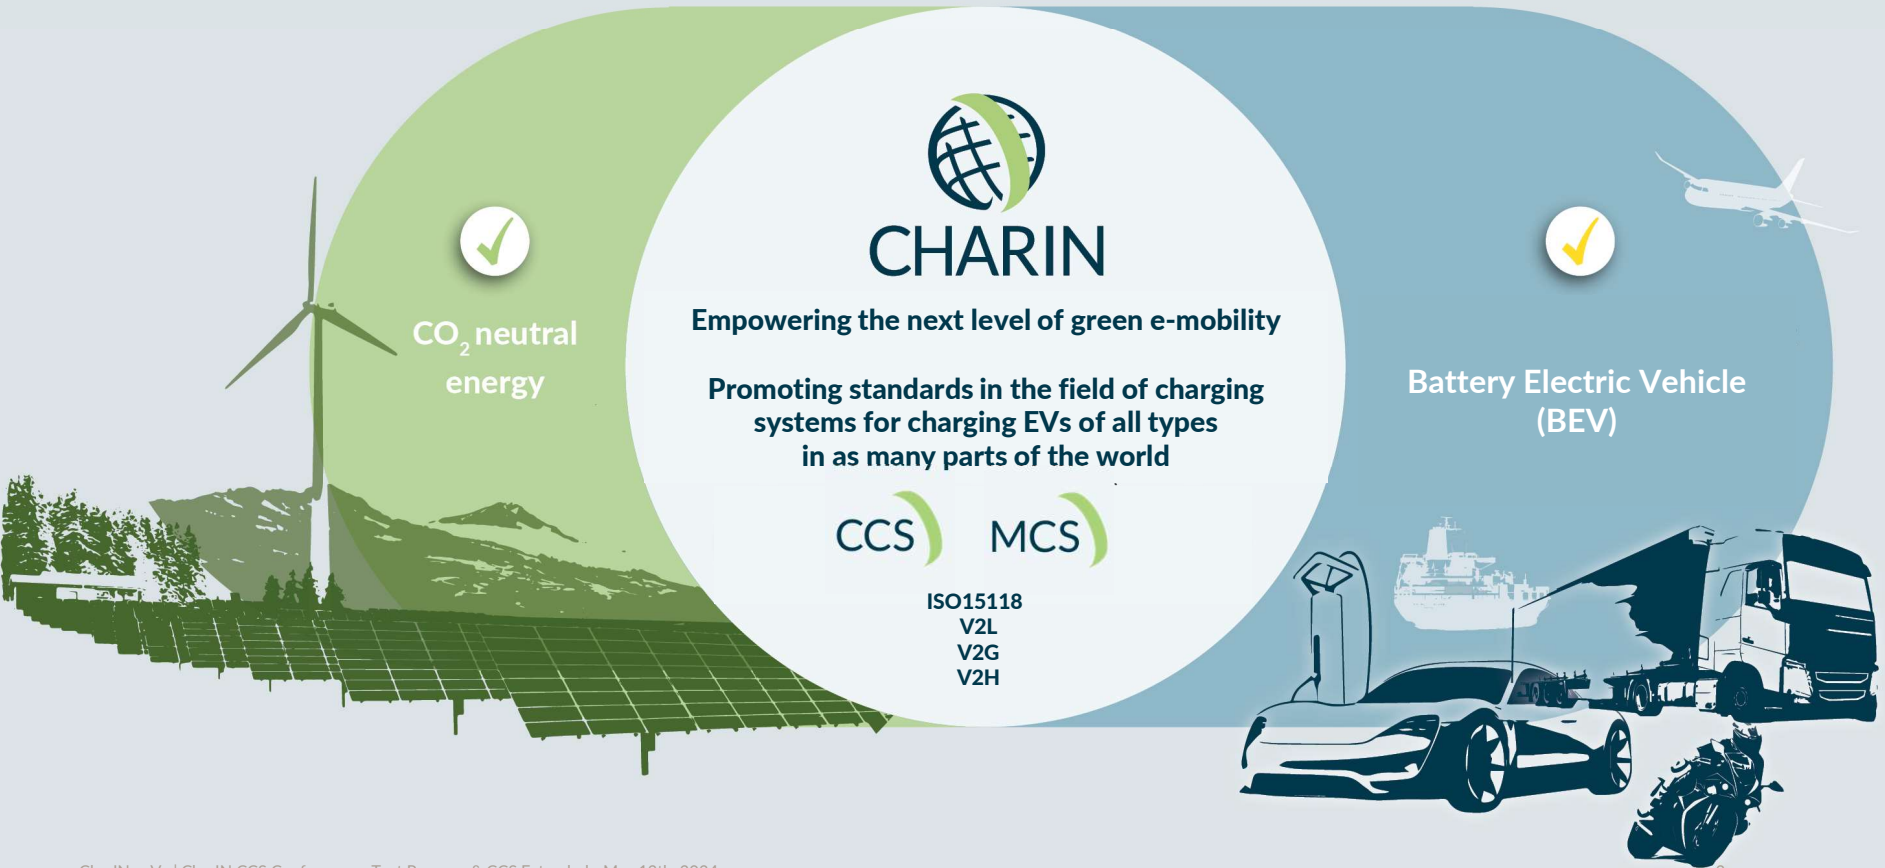 CHARIN
Empowering the next level of green e-mobility
CO2 neutral
energy
Promoting standards in the field of charging
systems for charging EVs of all types
in as many parts of the world
Battery Electric Vehicle
(BEV)
CCS
MCS
ISO15118
V2L
V2G
V2H